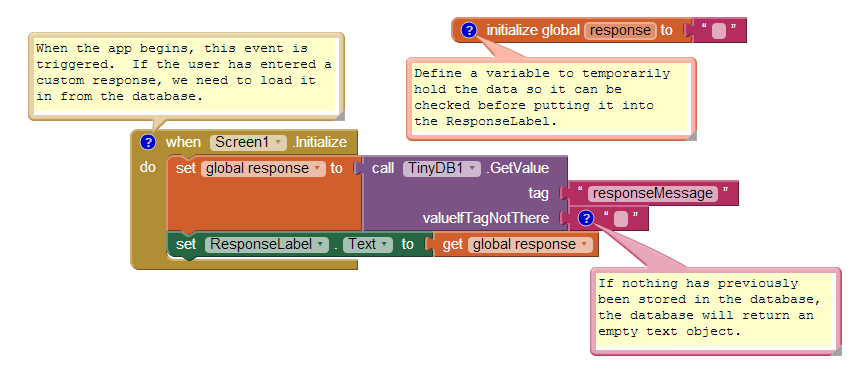 When the app begins, this event is
triggered.  If the user has entered a
custom response, we need to load it
in from the database.
? initialize global response to “ ”
Define a variable to temporarily
hold the data so it can be
checked before putting it into
the ResponseLabel.
? when Screen1 .Initialize
do set global response to call TinyDB1 .GetValue
tag “ responseMessage ”
valueIfTagNotThere ? “ ”
set ResponseLabel . Text to get global response
If nothing has previously
been stored in the database,
the database will return an
empty text object.